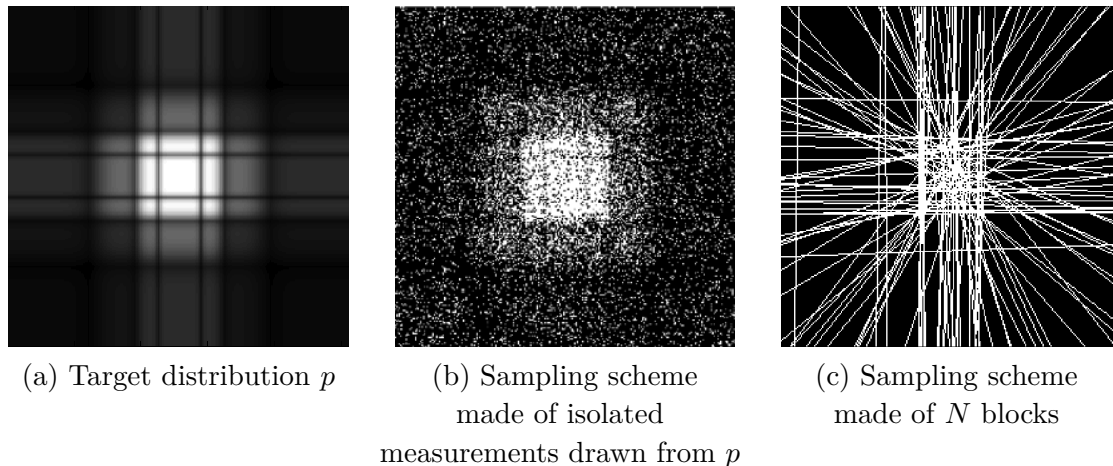 (a) Target distribution p
(b) Sampling scheme
made of isolated
measurements drawn from p
(c) Sampling scheme
made of N blocks